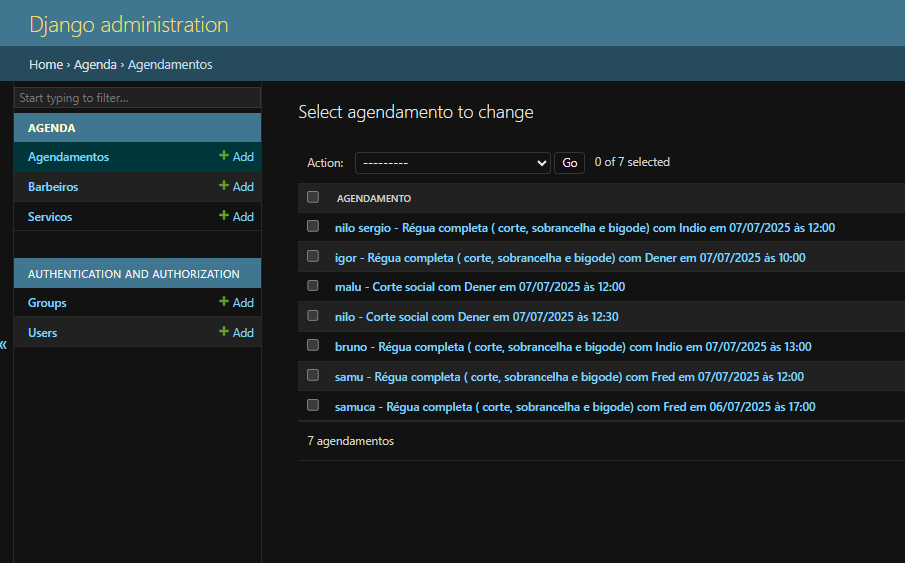 Django administration
Home › Agenda › Agendamentos
Start typing to filter...
AGENDA
Agendamentos + Add
Barbeiros + Add
Servicos + Add
AUTHENTICATION AND AUTHORIZATION
Groups + Add
Users + Add
«
Select agendamento to change
Action: --------- Go 0 of 7 selected
AGENDAMENTO
nilo sergio - Régua completa ( corte, sobrancelha e bigode) com Indio em 07/07/2025 às 12:00
igor - Régua completa ( corte, sobrancelha e bigode) com Dener em 07/07/2025 às 10:00
malu - Corte social com Dener em 07/07/2025 às 12:00
nilo - Corte social com Dener em 07/07/2025 às 12:30
bruno - Régua completa ( corte, sobrancelha e bigode) com Indio em 07/07/2025 às 13:00
samu - Régua completa ( corte, sobrancelha e bigode) com Fred em 07/07/2025 às 12:00
samuca - Régua completa ( corte, sobrancelha e bigode) com Fred em 06/07/2025 às 17:00
7 agendamentos